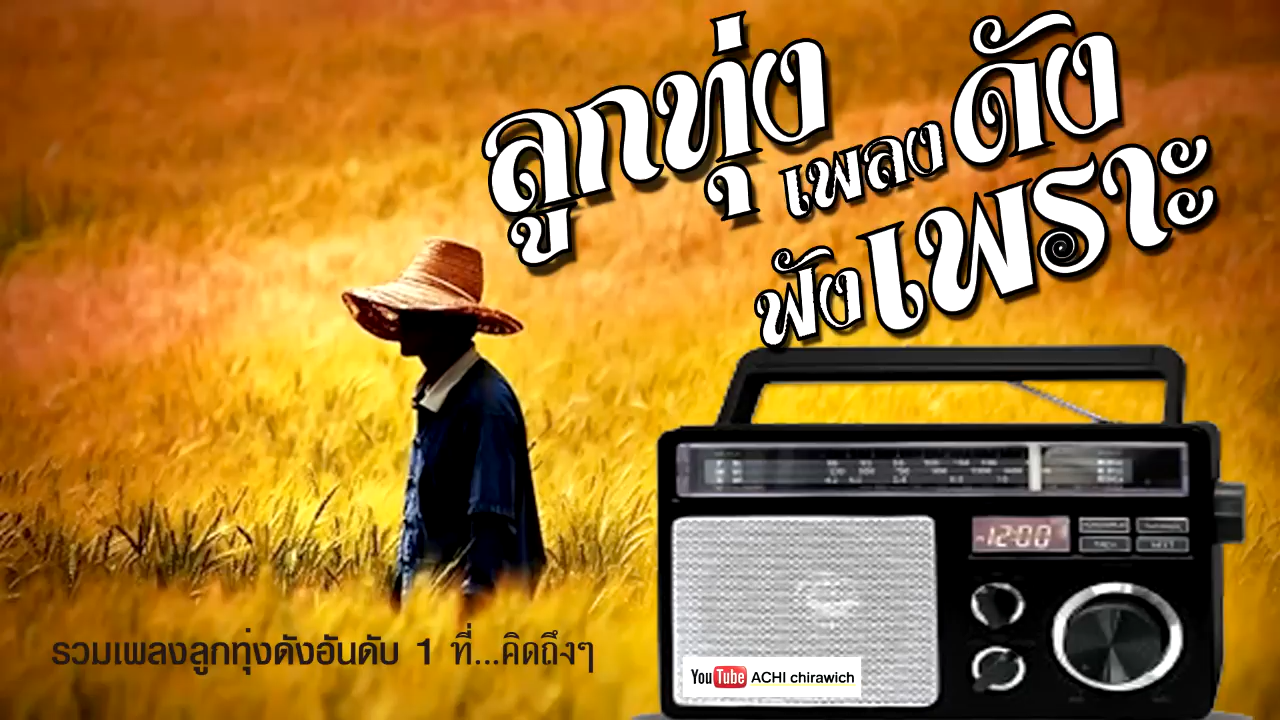 ลูกทุ่ง
เพลงดัง
ฟังเพราะ
12:00
รวมเพลงลูกทุ่งดังอันดับ 1 ที่...คิดถึงๆ
YouTube ACHI chirawich